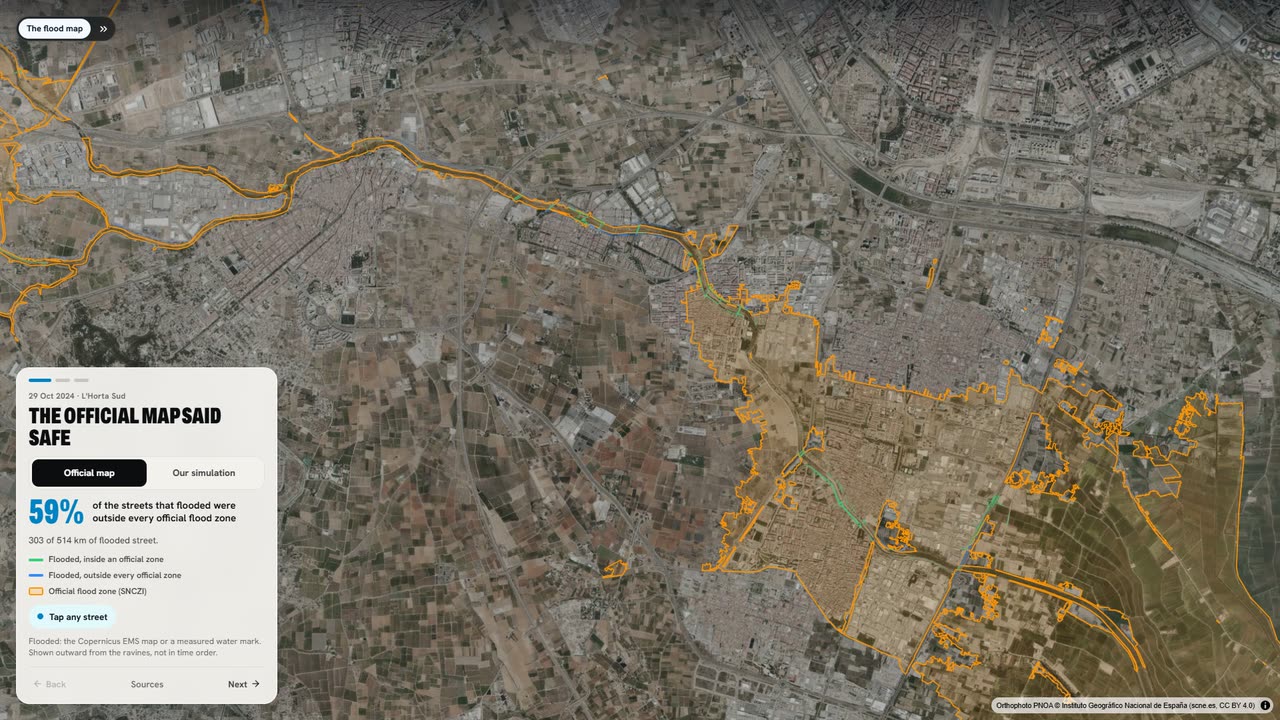 The flood map »
29 Oct 2024 · L'Horta Sud
THE OFFICIAL MAP SAID
SAFE
Official map
Our simulation
59%
of the streets that flooded were
outside every official flood zone
303 of 514 km of flooded street.
Flooded, inside an official zone
Flooded, outside every official zone
Official flood zone (SNCZI)
Tap any street
Flooded: the Copernicus EMS map or a measured water mark.
Shown outward from the ravines, not in time order.
← Back
Sources
Next →
Orthophoto PNOA © Instituto Geográfico Nacional de España (scne.es, CC BY 4.0)